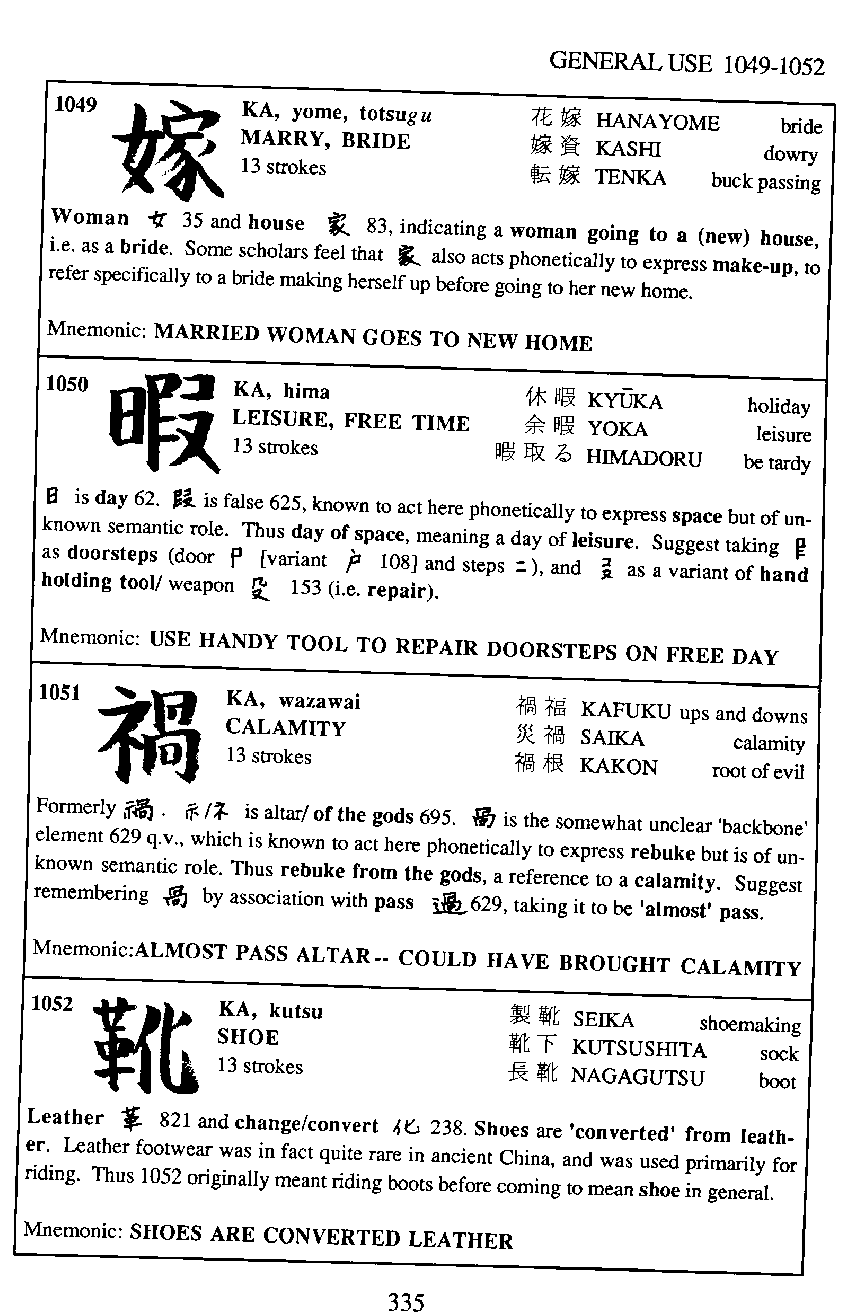 GENERAL USE 1049-1052
1049 嫁 KA, yome, totsugu 花嫁 HANAYOME bride
MARRY, BRIDE 嫁資 KASHI dowry
13 strokes 転嫁 TENKA buck passing
Woman 女 35 and house 家 83, indicating a woman going to a (new) house,
i.e. as a bride. Some scholars feel that 家 also acts phonetically to express make-up, to
refer specifically to a bride making herself up before going to her new home.
Mnemonic: MARRIED WOMAN GOES TO NEW HOME
1050 暇 KA, hima 休暇 KYŪKA holiday
LEISURE, FREE TIME 余暇 YOKA leisure
13 strokes 暇取る HIMADORU be tardy
日 is day 62. 叚 is false 625, known to act here phonetically to express space but of un-
known semantic role. Thus day of space, meaning a day of leisure. Suggest taking
as doorsteps (door 尸 [variant 戸 108] and steps = ), and as a variant of hand
holding tool/ weapon 殳 153 (i.e. repair).
Mnemonic: USE HANDY TOOL TO REPAIR DOORSTEPS ON FREE DAY
1051 禍 KA, wazawai 禍福 KAFUKU ups and downs
CALAMITY 災禍 SAIKA calamity
13 strokes 禍根 KAKON root of evil
Formerly 禍. 示/ネ is altar/ of the gods 695. 咼 is the somewhat unclear 'backbone'
element 629 q.v., which is known to act here phonetically to express rebuke but is of un-
known semantic role. Thus rebuke from the gods, a reference to a calamity. Suggest
remembering 咼 by association with pass 過 629, taking it to be 'almost' pass.
Mnemonic:ALMOST PASS ALTAR-- COULD HAVE BROUGHT CALAMITY
1052 靴 KA, kutsu 製靴 SEIKA shoemaking
SHOE 靴下 KUTSUSHITA sock
13 strokes 長靴 NAGAGUTSU boot
Leather 革 821 and change/convert 化 238. Shoes are 'converted' from leath-
er. Leather footwear was in fact quite rare in ancient China, and was used primarily for
riding. Thus 1052 originally meant riding boots before coming to mean shoe in general.
Mnemonic: SHOES ARE CONVERTED LEATHER
335